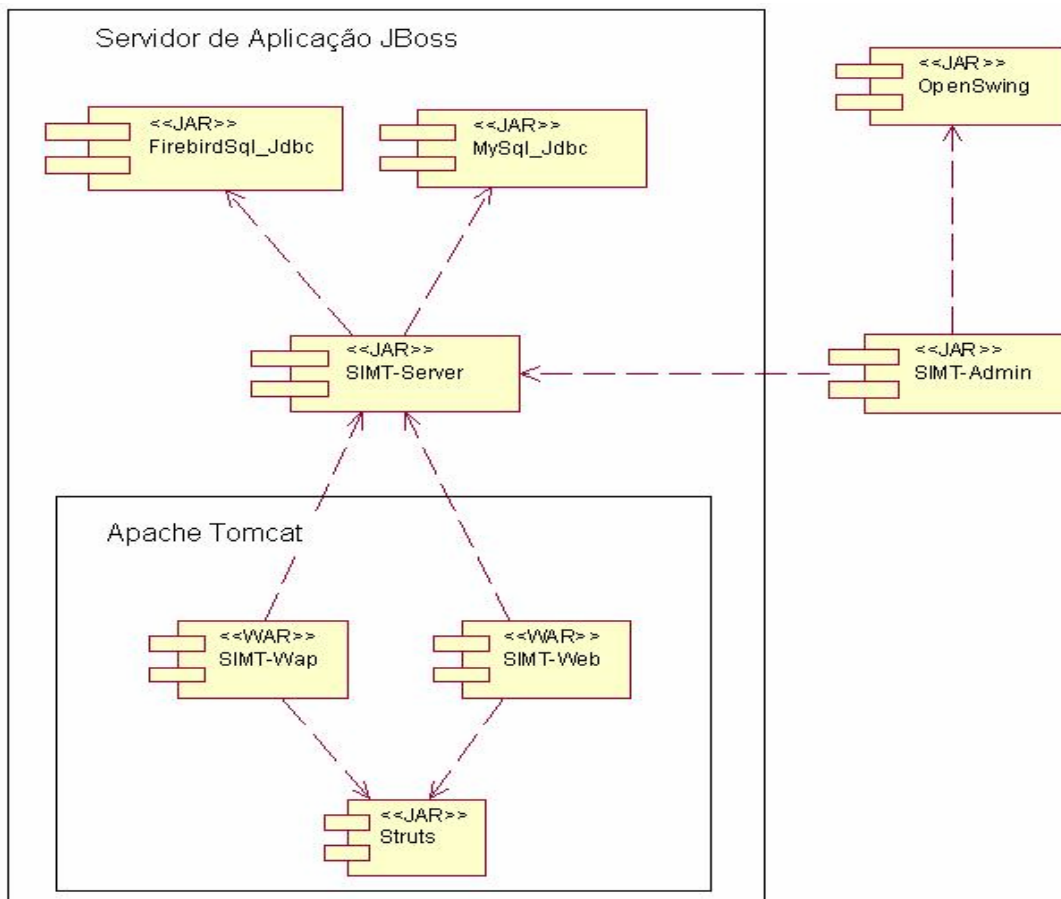 Servidor de Aplicação JBoss
<<JAR>>
OpenSwing
<<JAR>>
FirebirdSql_Jdbc
<<JAR>>
MySql_Jdbc
<<JAR>>
SIMT-Server
<<JAR>>
SIMT-Admin
Apache Tomcat
<<WAR>>
SIMT-Wap
<<WAR>>
SIMT-Web
<<JAR>>
Struts